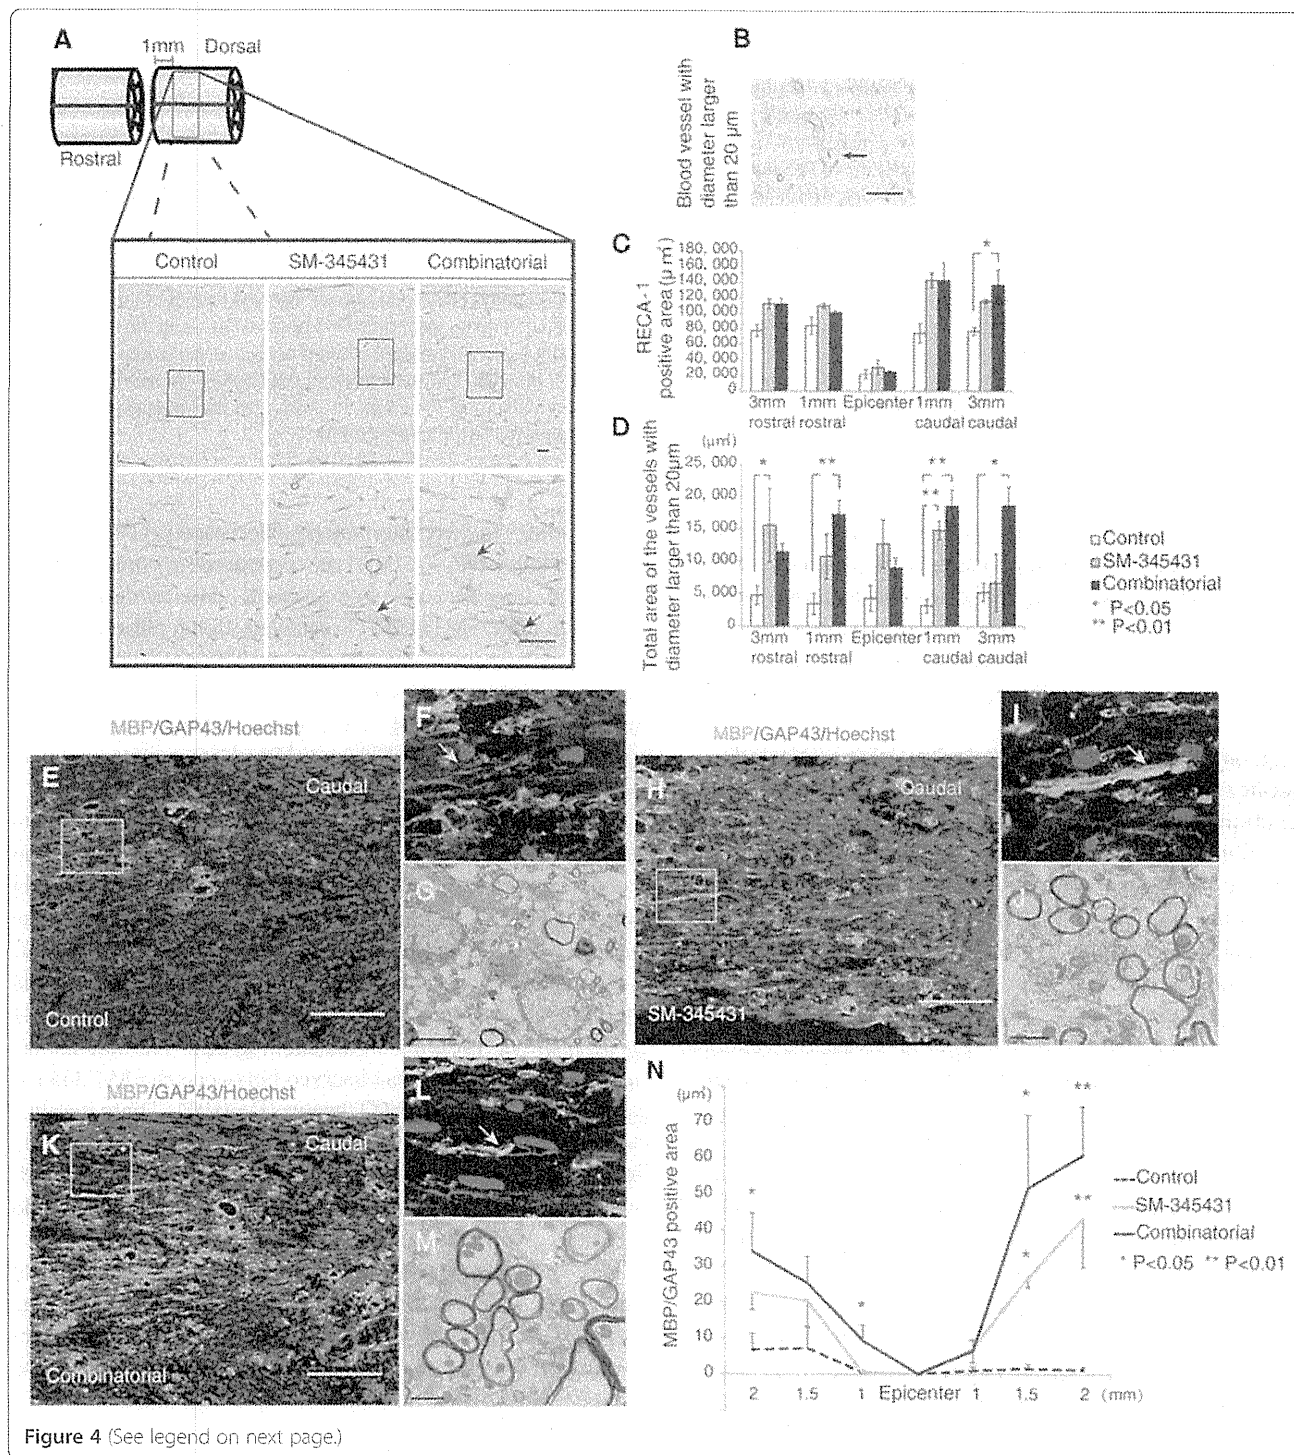 A
1mm
Dorsal
Rostral
Control
SM-345431
Combinatorial
B
Blood vessel with
diameter larger
than 20 µm
C
RECA-1
positive area (µm²)
180, 000
160, 000
140, 000
120, 000
100, 000
80, 000
60, 000
40, 000
20, 000
0
*
3mm rostral
1mm rostral
Epicenter
1mm caudal
3mm caudal
D
Total area of the vessels with
diameter larger than 20µm
(µm²)
25, 000
20, 000
15, 000
10, 000
5, 000
0
* ** ** ** *
3mm rostral
1mm rostral
Epicenter
1mm caudal
3mm caudal
Control
SM-345431
Combinatorial
* P<0.05
** P<0.01
MBP/GAP43/Hoechst
E
Caudal
Control
F
G
MBP/GAP43/Hoechst
H
Caudal
SM-345431
I
MBP/GAP43/Hoechst
K
Caudal
Combinatorial
L
M
N
(µm²)
MBP/GAP43 positive area
70
60
50
40
30
20
10
0
* * * * ** **
2 1.5 1 Epicenter 1 1.5 2 (mm)
Control
SM-345431
Combinatorial
* P<0.05 ** P<0.01
Figure 4 (See legend on next page.)